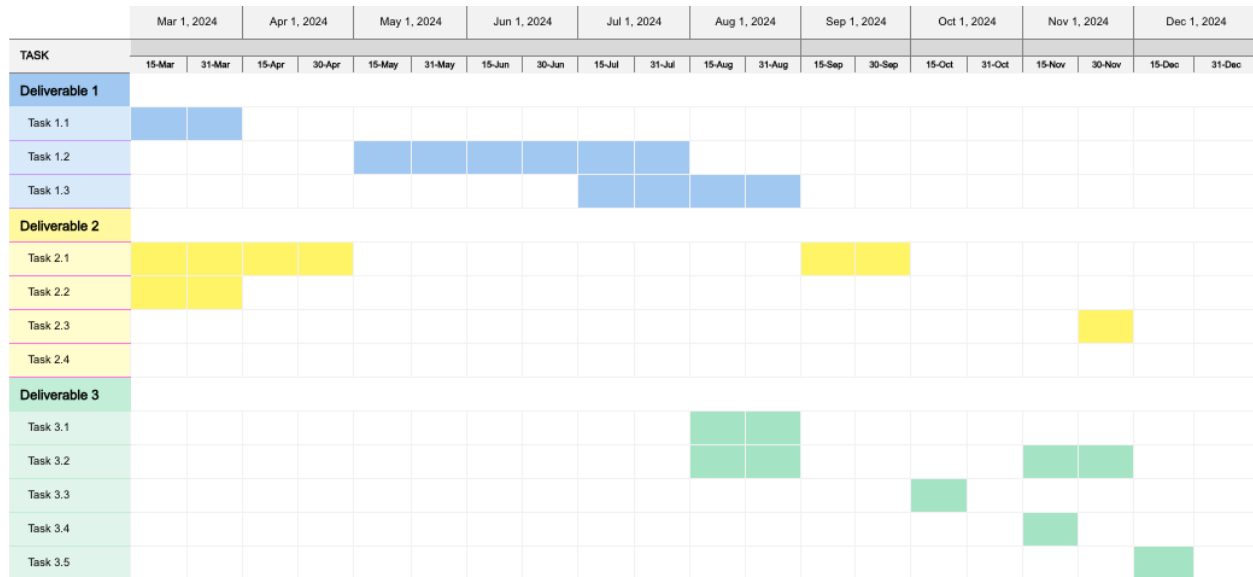 Mar 1, 2024 Apr 1, 2024 May 1, 2024 Jun 1, 2024 Jul 1, 2024 Aug 1, 2024 Sep 1, 2024 Oct 1, 2024 Nov 1, 2024 Dec 1, 2024
TASK
15-Mar 31-Mar 15-Apr 30-Apr 15-May 31-May 15-Jun 30-Jun 15-Jul 31-Jul 15-Aug 31-Aug 15-Sep 30-Sep 15-Oct 31-Oct 15-Nov 30-Nov 15-Dec 31-Dec
Deliverable 1
Task 1.1
Task 1.2
Task 1.3
Deliverable 2
Task 2.1
Task 2.2
Task 2.3
Task 2.4
Deliverable 3
Task 3.1
Task 3.2
Task 3.3
Task 3.4
Task 3.5